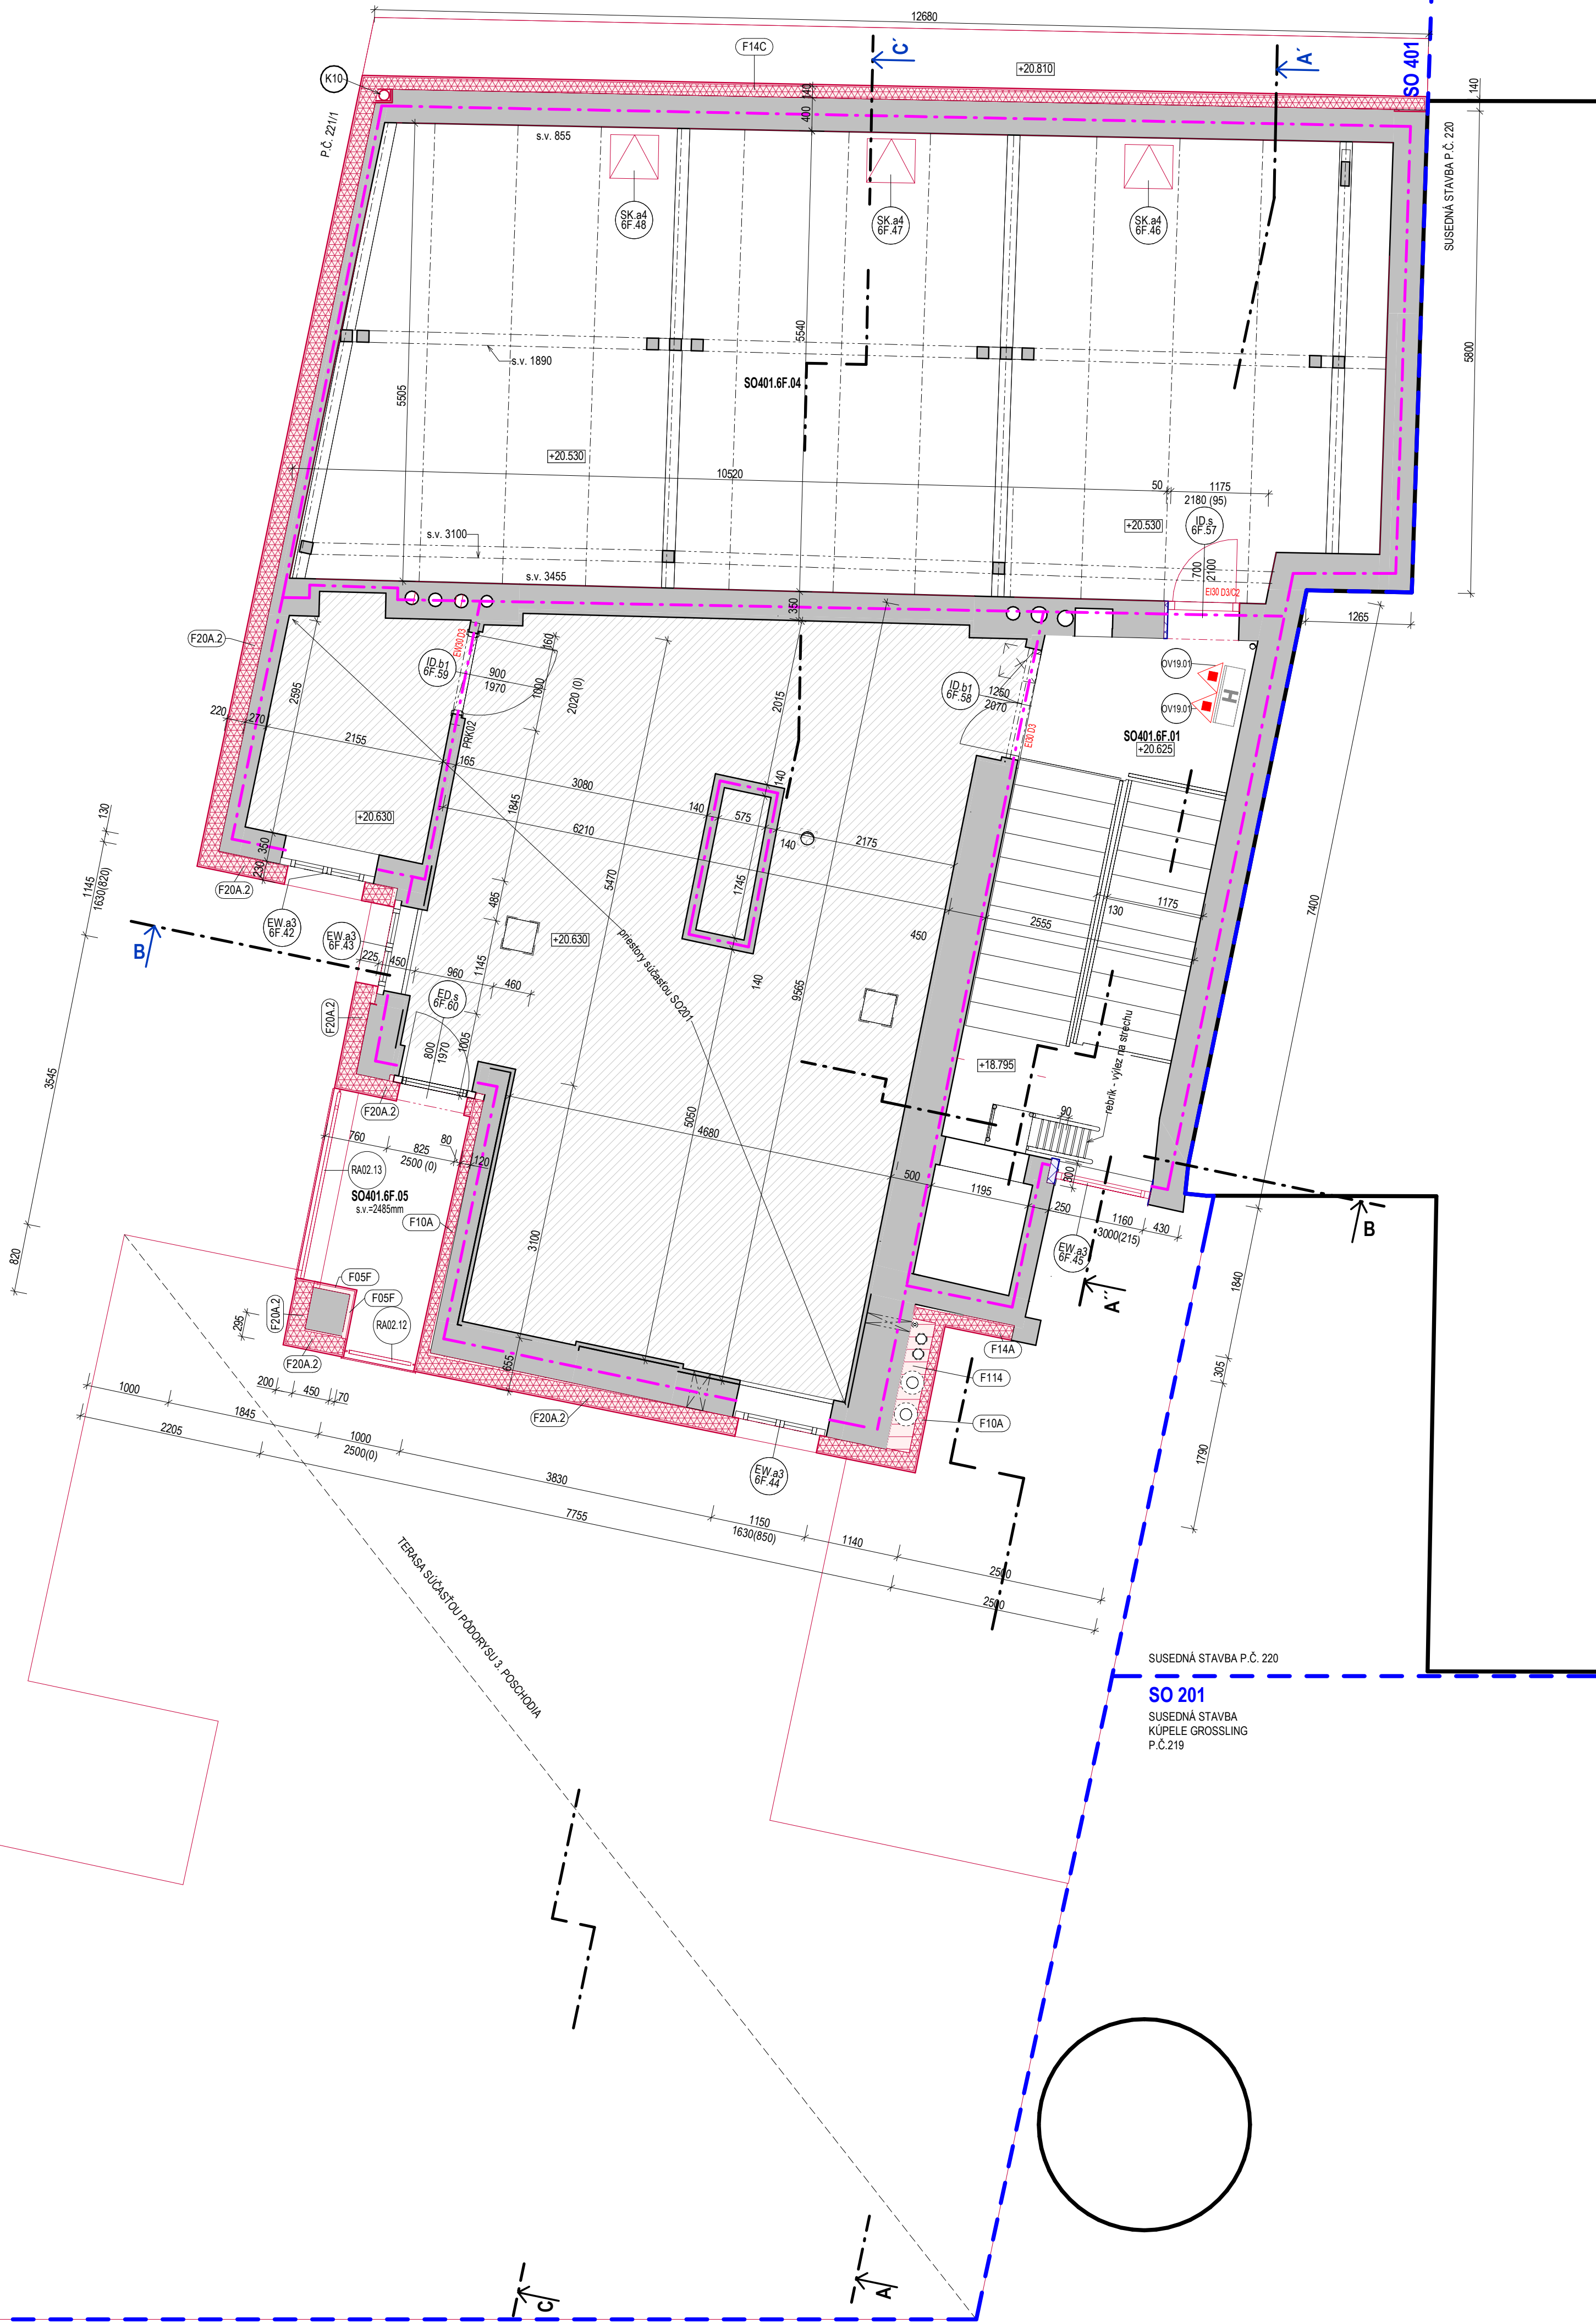 12680
F14C
C´
A´
SO 401
+20.810
K10
140
400
140
P.Č. 221/1
s.v. 855
SUSEDNÁ STAVBA P.Č. 220
SK.a4
6F.48
SK.a4
6F.47
SK.a4
6F.46
s.v. 1890
5540
5800
SO401.6F.04
5505
+20.530
10520
50
1175
2180 (95)
+20.530
ID.s
6F.57
s.v. 3100
s.v. 3455
700
2100
EI30 D3/C2
350
1265
F20A.2
EW30 D3
ID.b1
6F.59
160
900
1970
1000
2020 (0)
2595
2015
ID.b1
6F.58
1250
2070
EI30 D3
OV19.01
OV19.01
H
SO401.6F.01
+20.625
220
270
2155
PRK02
165
3080
140
1845
140
575
6210
140
2175
+20.630
130
1145
1630(820)
350
230
F20A.2
5470
1745
485
2555
130
1175
7400
EW.a3
6F.42
EW.a3
6F.43
+20.630
450
B
225
450
960
1145
460
priestory súčasťou SO201
140
9565
ED.s
6F.60
F20A.2
800
1970
1005
+18.795
rebrík - výlez na strechu
3545
F20A.2
90
5050
4680
760
825
2500 (0)
80
120
RA02.13
SO401.6F.05
s.v.=2485mm
F10A
500
1195
300
250
1160
3000(215)
430
B
3100
EW.a3
6F.45
820
F05F
F05F
F20A.2
RA02.12
295
F20A.2
655
A´´
1840
F14A
305
F114
1000
200
450
70
1845
F20A.2
F10A
2205
1000
2500(0)
1790
3830
EW.a3
6F.44
7755
1150
1630(850)
1140
2500
2500
TERASA SÚČASŤOU PÔDORYSU 3. POSCHODIA
SUSEDNÁ STAVBA P.Č. 220
SO 201
SUSEDNÁ STAVBA
KÚPELE GROSSLING
P.Č.219
C
A